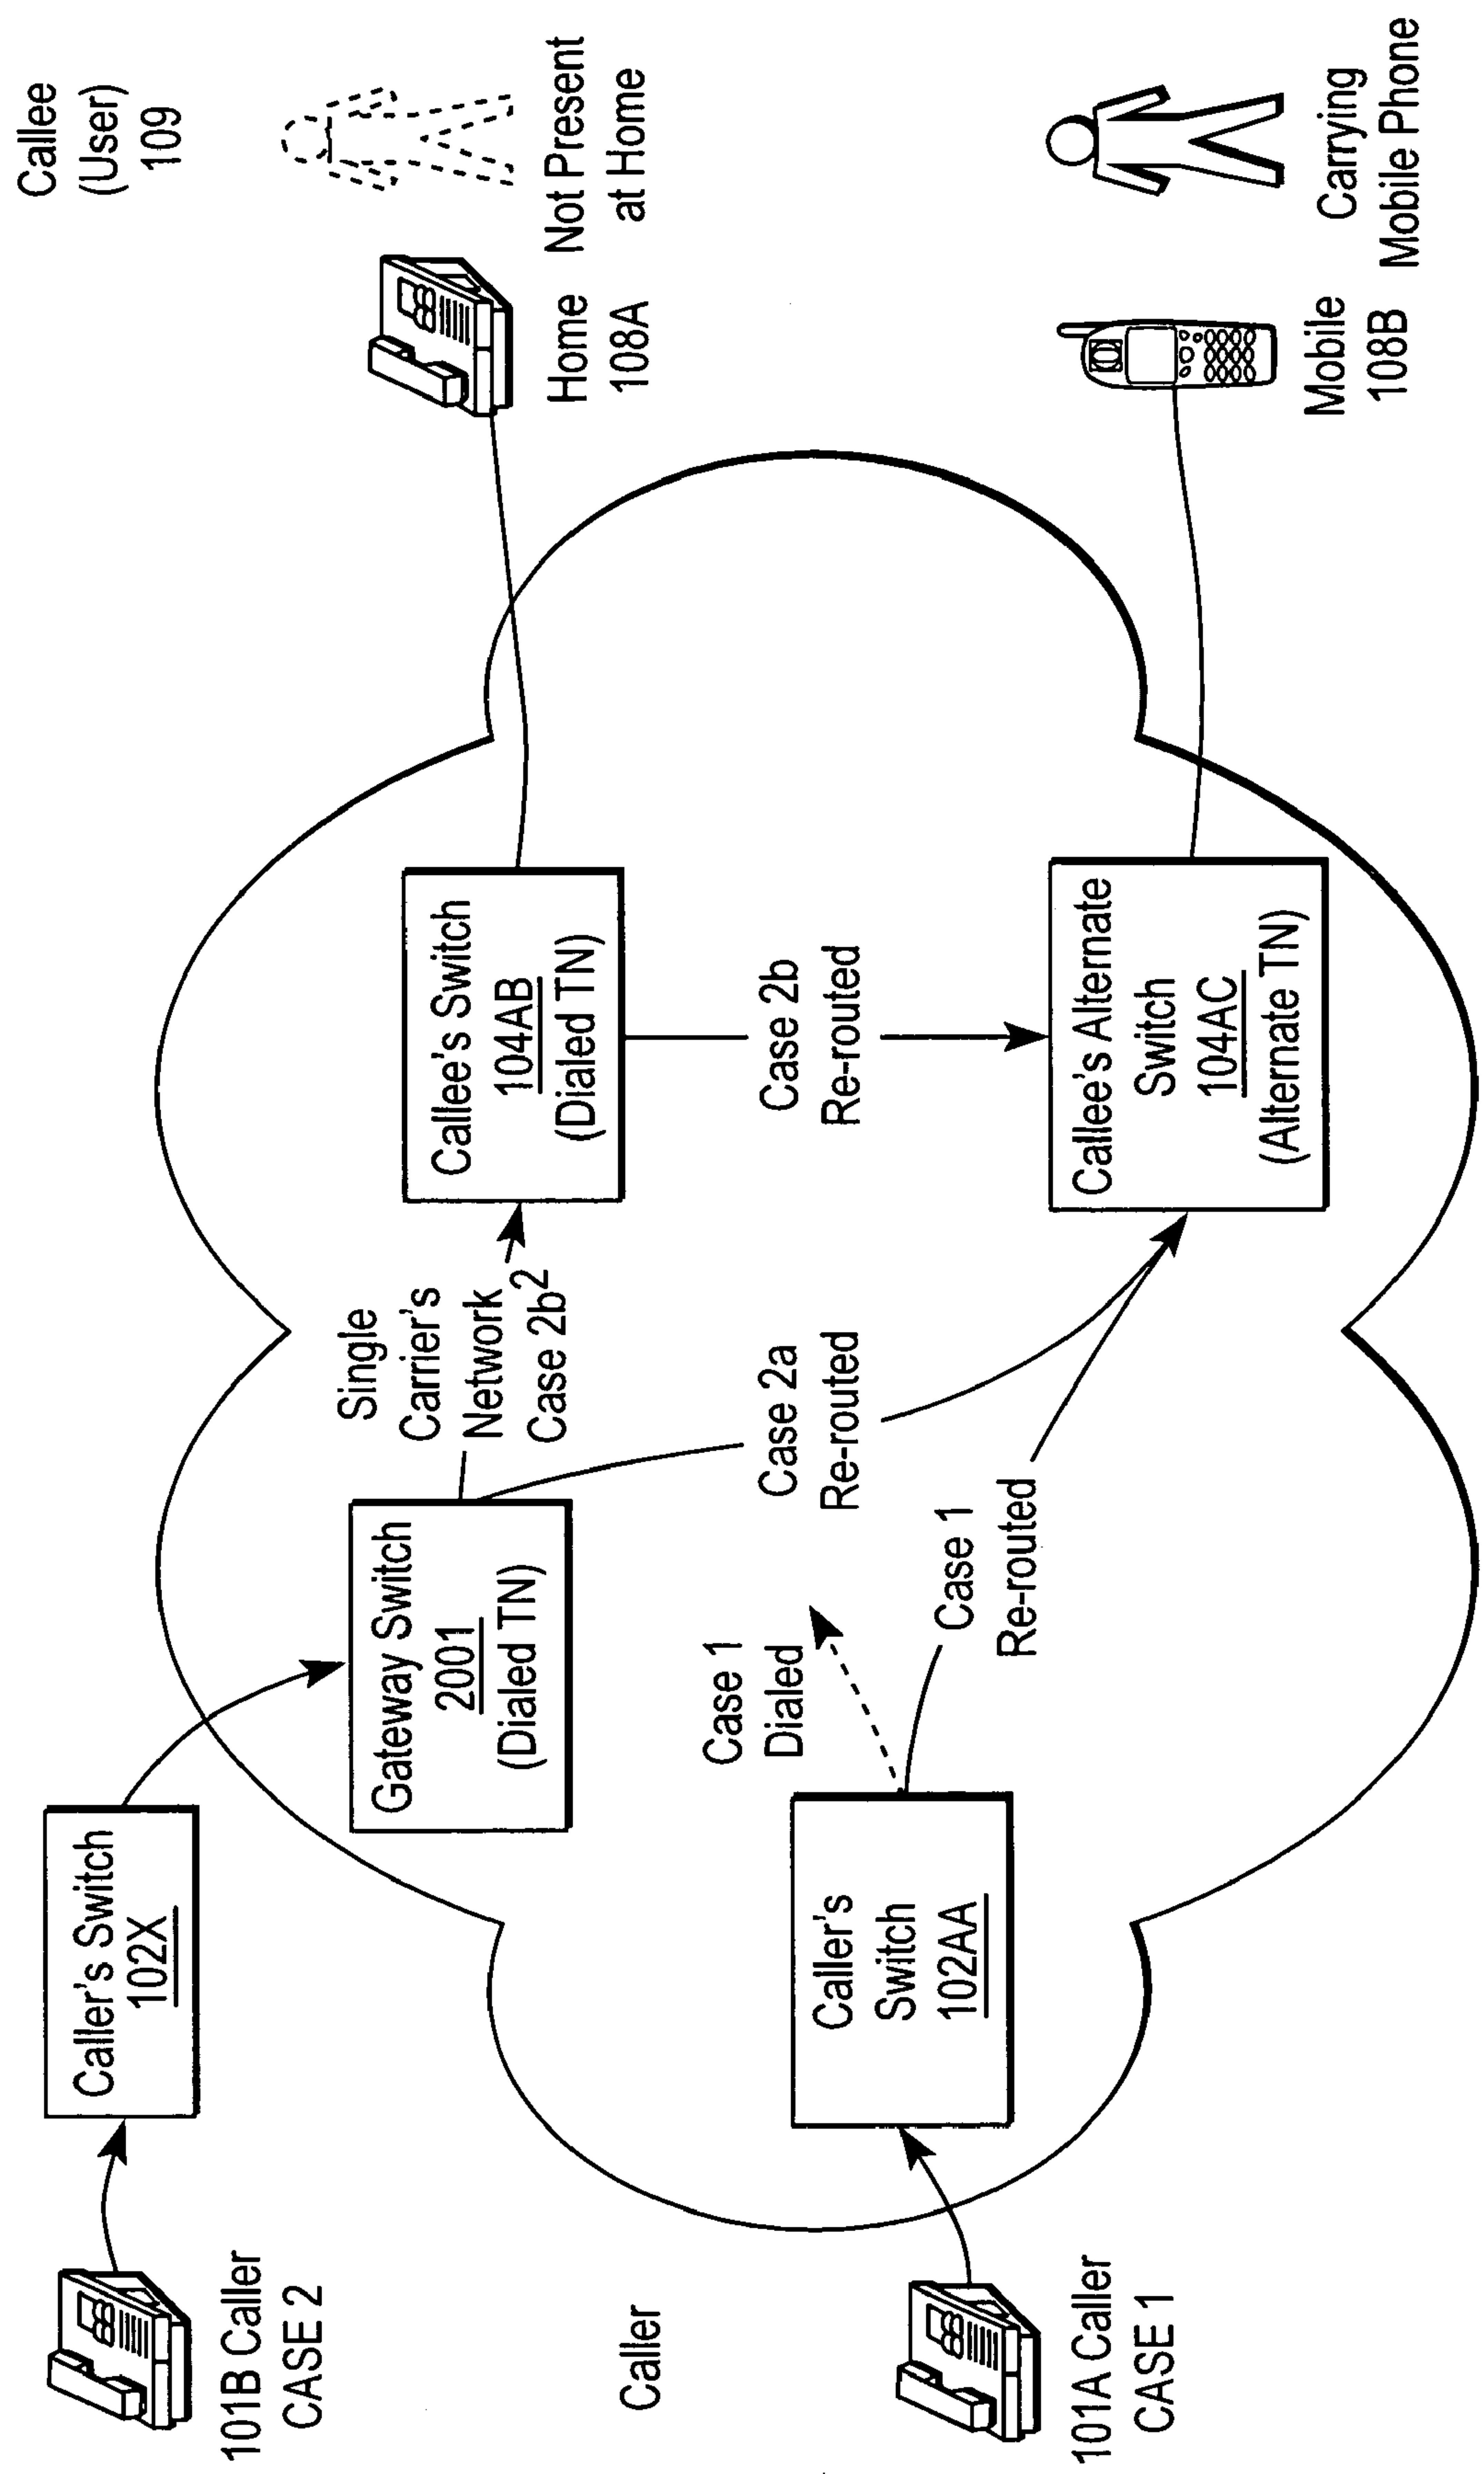 Callee
(User)
109
Not Present
at Home
Home
108A
Carrying
Mobile Phone
Mobile
108B
Caller's Switch
102X
101B Caller
CASE 2
Gateway Switch
2001
(Dialed TN)
Single
Carrier's
Network
Case 2b²
Callee's Switch
104AB
(Dialed TN)
Case 2b
Re-routed
Case 2a
Re-routed
Callee's Alternate
Switch
104AC
(Alternate TN)
Case 1
Dialed
Case 1
Re-routed
Caller's
Switch
102AA
Caller
101A Caller
CASE 1